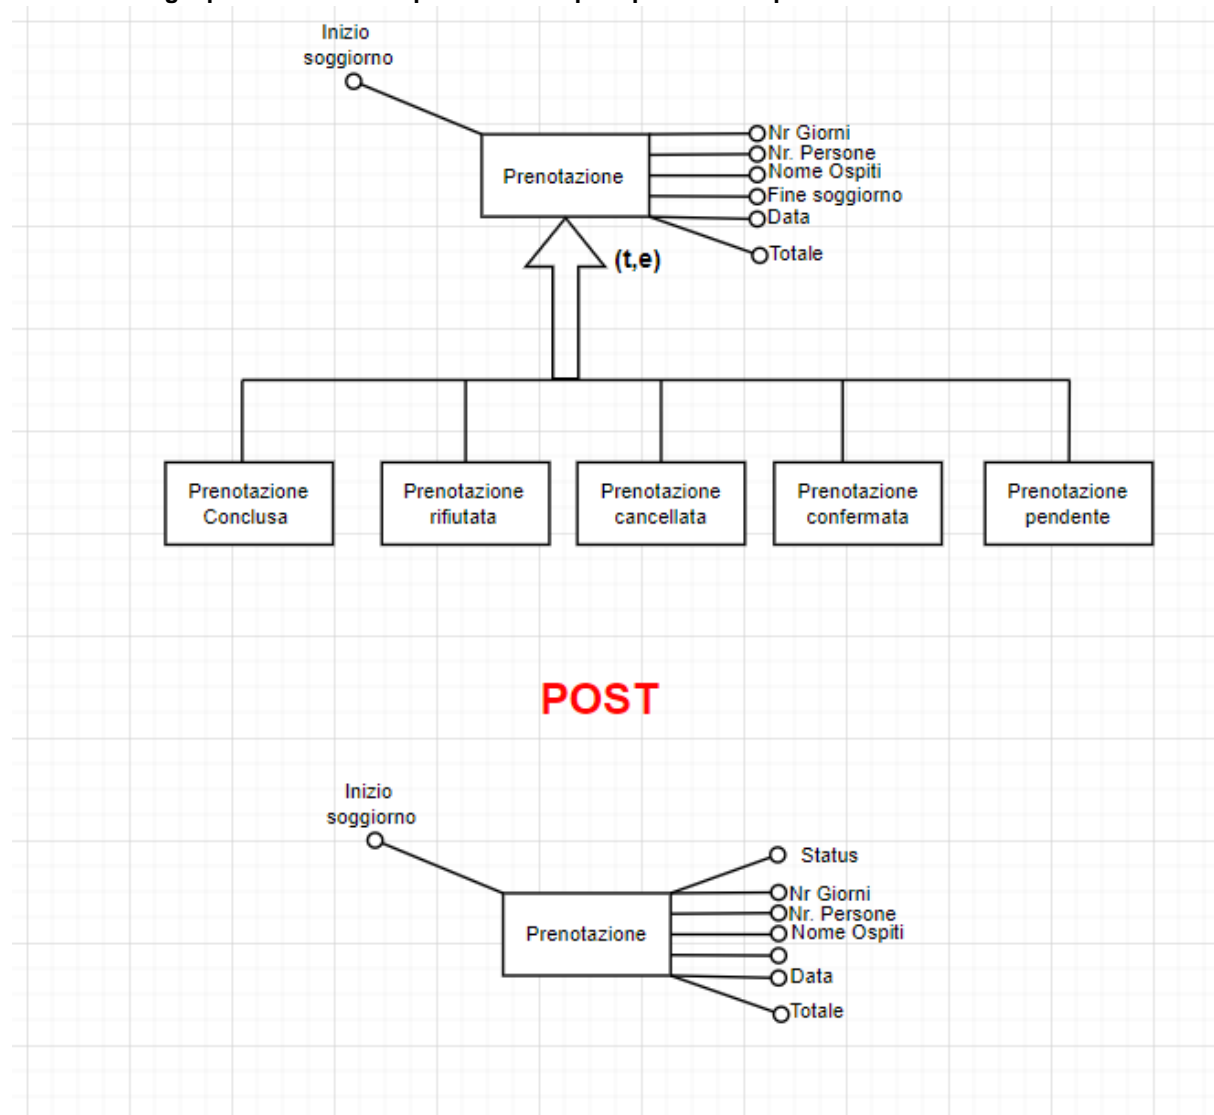 Inizio
soggiorno
Nr Giorni
Nr. Persone
Nome Ospiti
Fine soggiorno
Data
Totale
Prenotazione
(t,e)
Prenotazione
Conclusa
Prenotazione
rifiutata
Prenotazione
cancellata
Prenotazione
confermata
Prenotazione
pendente
POST
Inizio
soggiorno
Status
Nr Giorni
Nr. Persone
Nome Ospiti
Data
Totale
Prenotazione